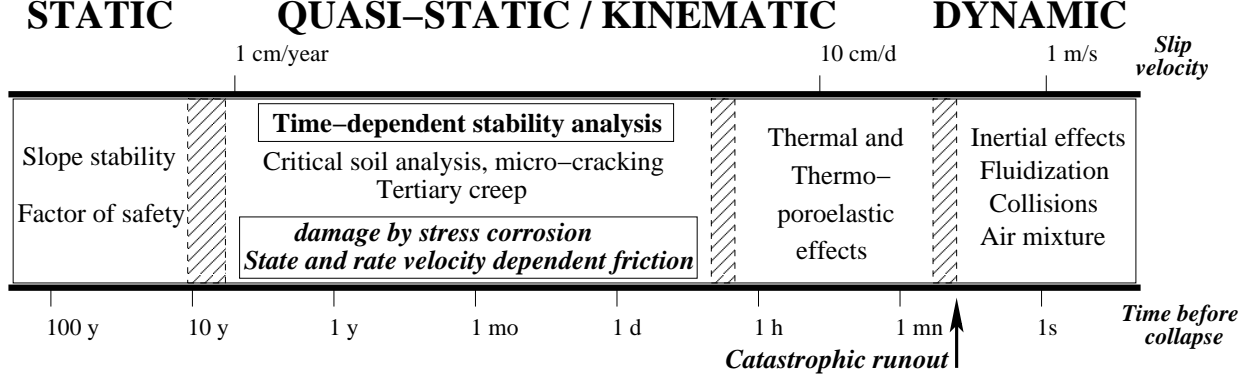 STATIC
QUASI–STATIC / KINEMATIC
DYNAMIC
1 cm/year
10 cm/d
1 m/s
Slip
velocity
Slope stability
Factor of safety
Time–dependent stability analysis
Critical soil analysis, micro–cracking
Tertiary creep
damage by stress corrosion
State and rate velocity dependent friction
Thermal and
Thermo–
poroelastic
effects
Inertial effects
Fluidization
Collisions
Air mixture
100 y
10 y
1 y
1 mo
1 d
1 h
1 mn
1s
Time before
collapse
Catastrophic runout